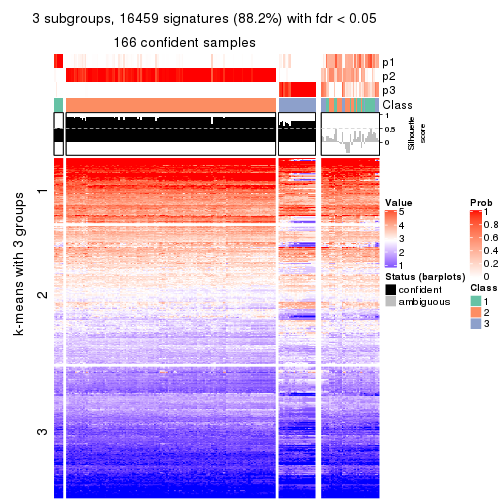 3 subgroups, 16459 signatures (88.2%) with fdr < 0.05
166 confident samples
p1
p2
p3
Class
1
0.5
0
Silhouette
score
k-means with 3 groups
1
2
3
Value
5
4
3
2
1
Status (barplots)
confident
ambiguous
Prob
1
0.8
0.6
0.4
0.2
0
Class
1
2
3